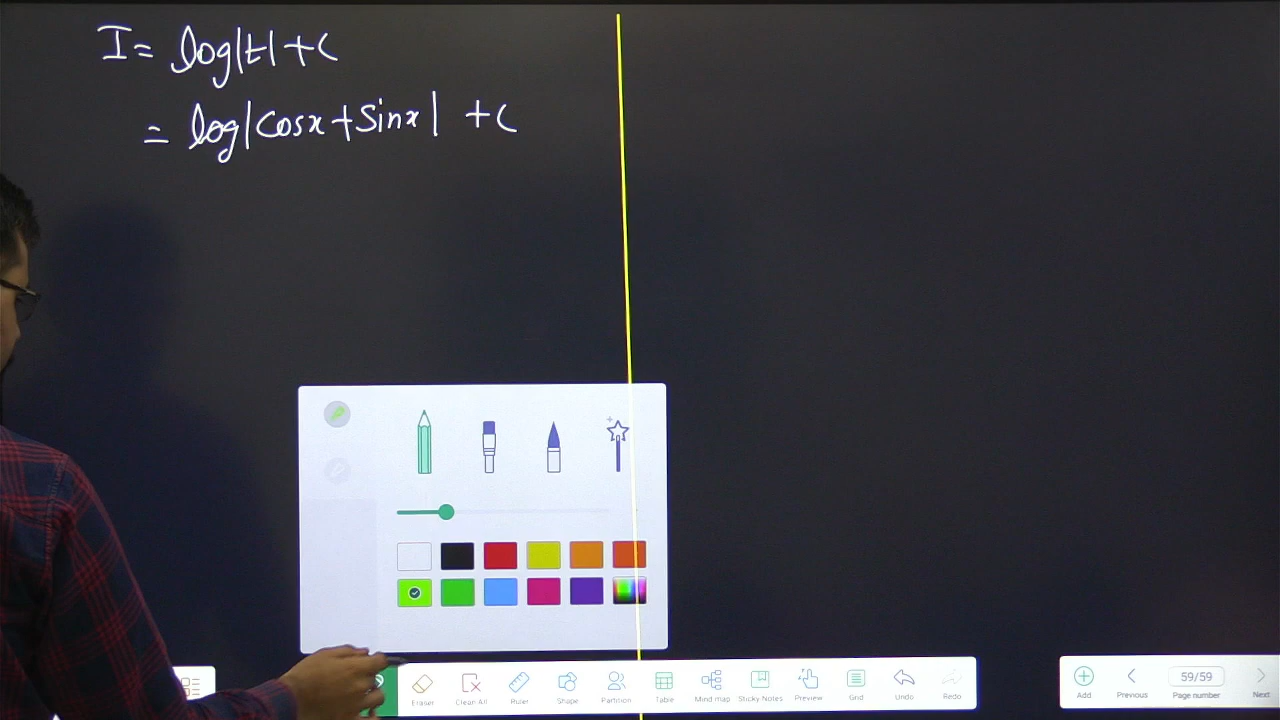 I = log|t| + c
= log|cosx + sinx| + c
Eraser Clean All Ruler Shape Partition Table Mind map Sticky Notes Preview Grid Undo Redo
Add Previous 59/59 Page number Next